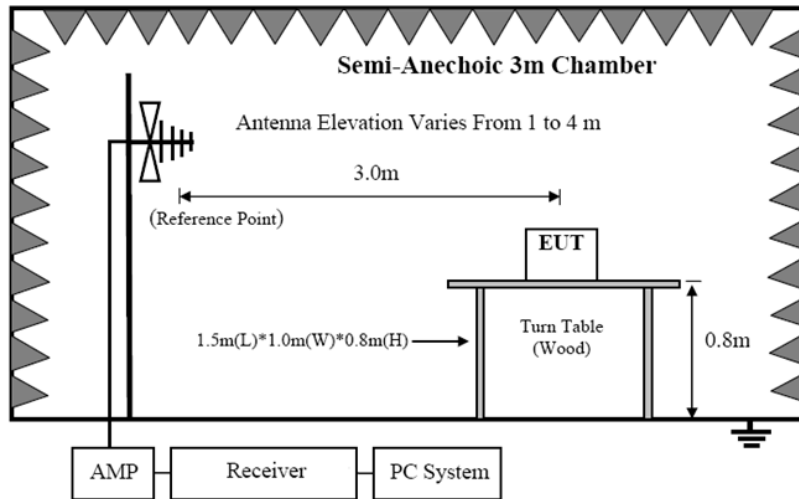 Semi-Anechoic 3m Chamber
Antenna Elevation Varies From 1 to 4 m
3.0m
(Reference Point)
EUT
1.5m(L)*1.0m(W)*0.8m(H)
Turn Table
(Wood)
0.8m
AMP
Receiver
PC System